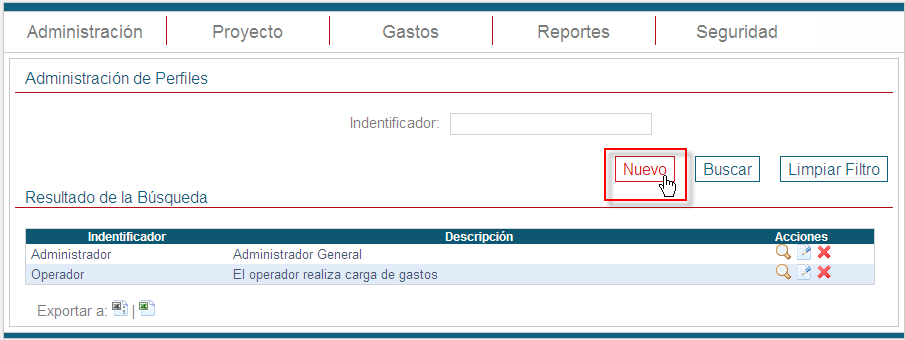 Administración Proyecto Gastos Reportes Seguridad
Administración de Perfiles
Indentificador:
Nuevo Buscar Limpiar Filtro
Resultado de la Búsqueda
Indentificador Descripción Acciones
Administrador Administrador General
Operador El operador realiza carga de gastos
Exportar a: |